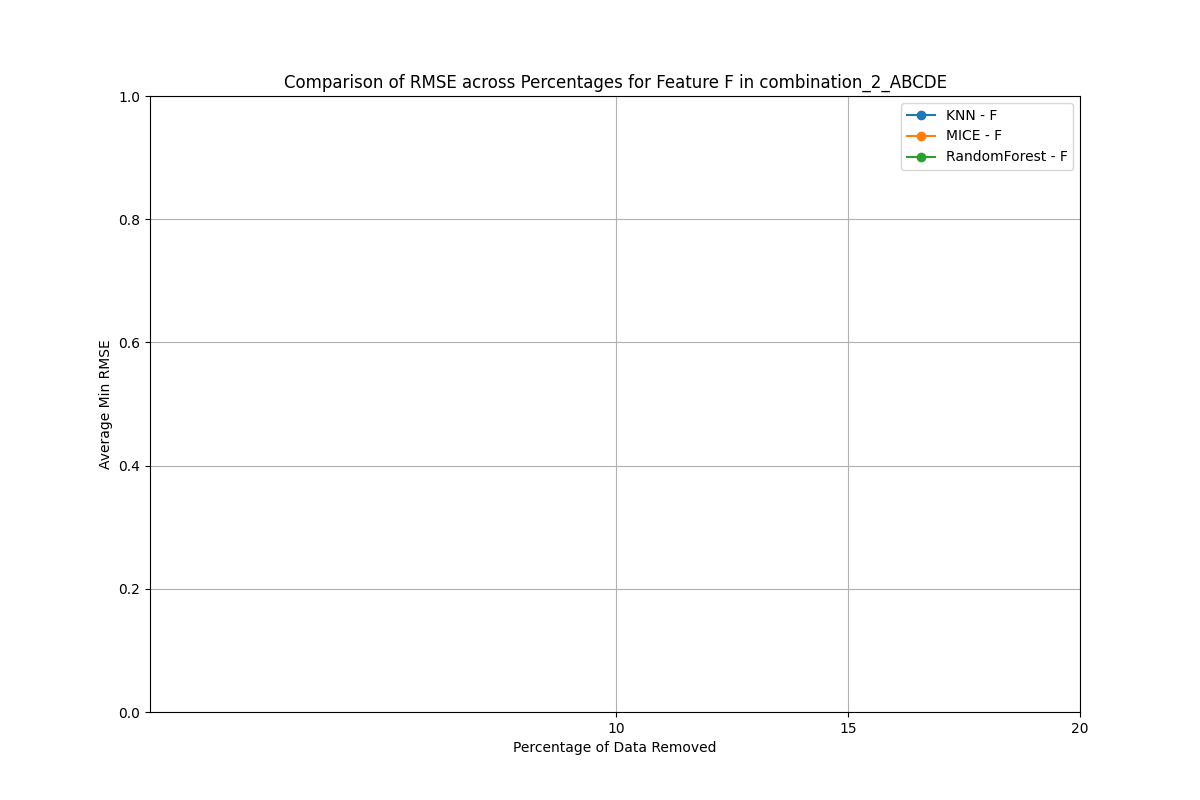 Comparison of RMSE across Percentages for Feature F in combination_2_ABCDE
1.0
KNN - F
MICE - F
RandomForest - F
0.8
0.6
Average Min RMSE
0.4
0.2
0.0
10 15 20
Percentage of Data Removed